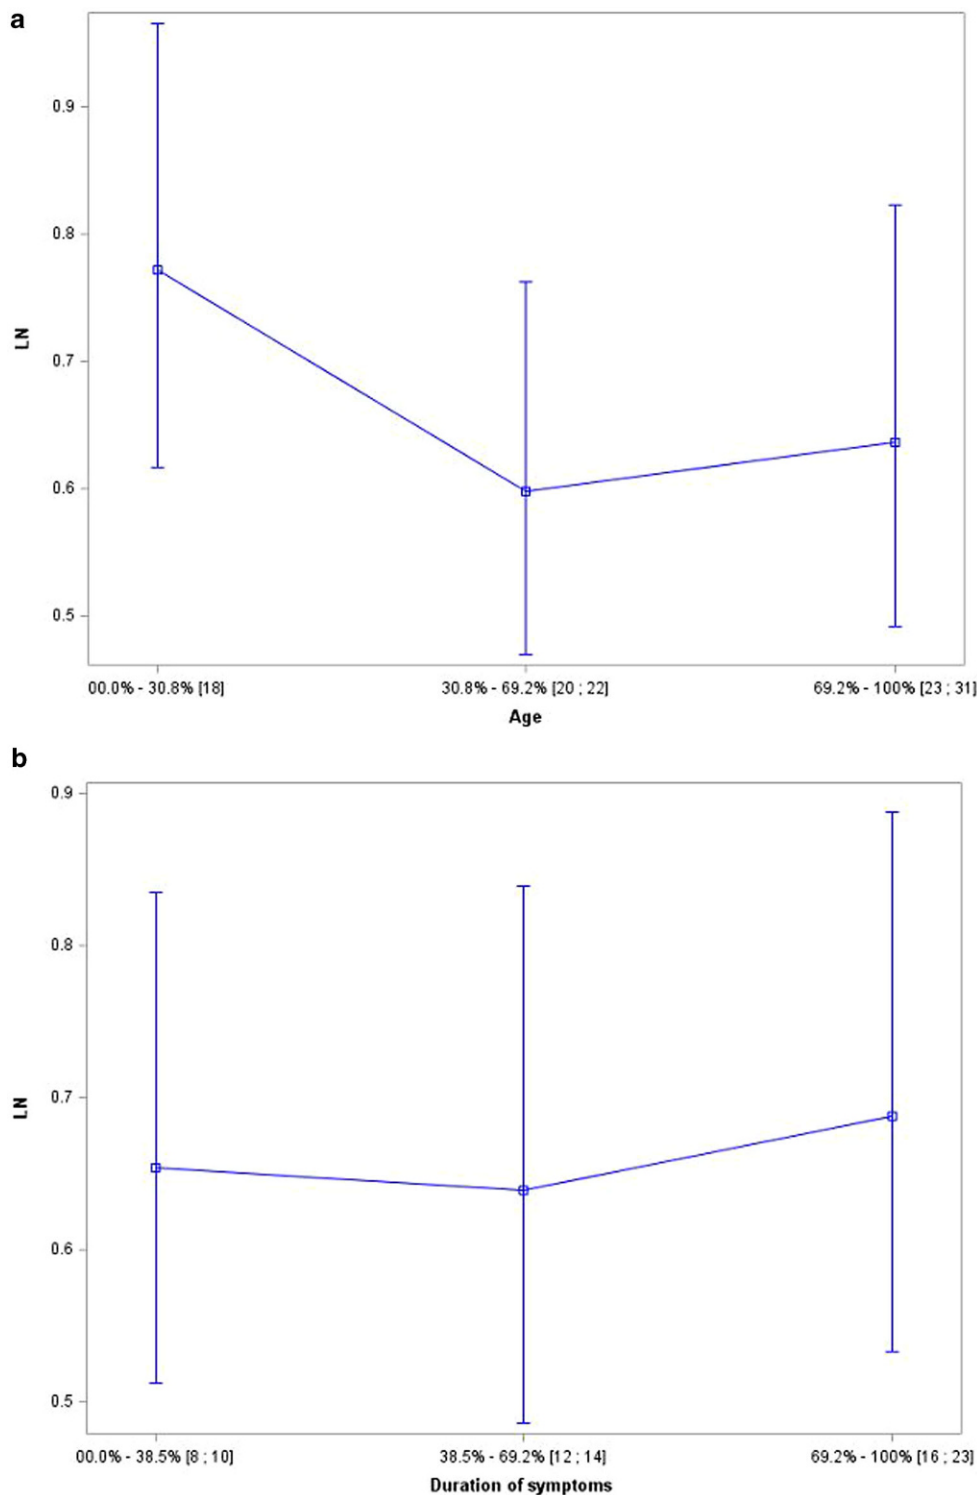 a
0.9
0.8
0.7
0.6
0.5
LN
00.0% - 30.8% [18] 30.8% - 69.2% [20 ; 22] 69.2% - 100% [23 ; 31]
Age
b
0.9
0.8
0.7
0.6
0.5
LN
00.0% - 38.5% [8 ; 10] 38.5% - 69.2% [12 ; 14] 69.2% - 100% [16 ; 23]
Duration of symptoms